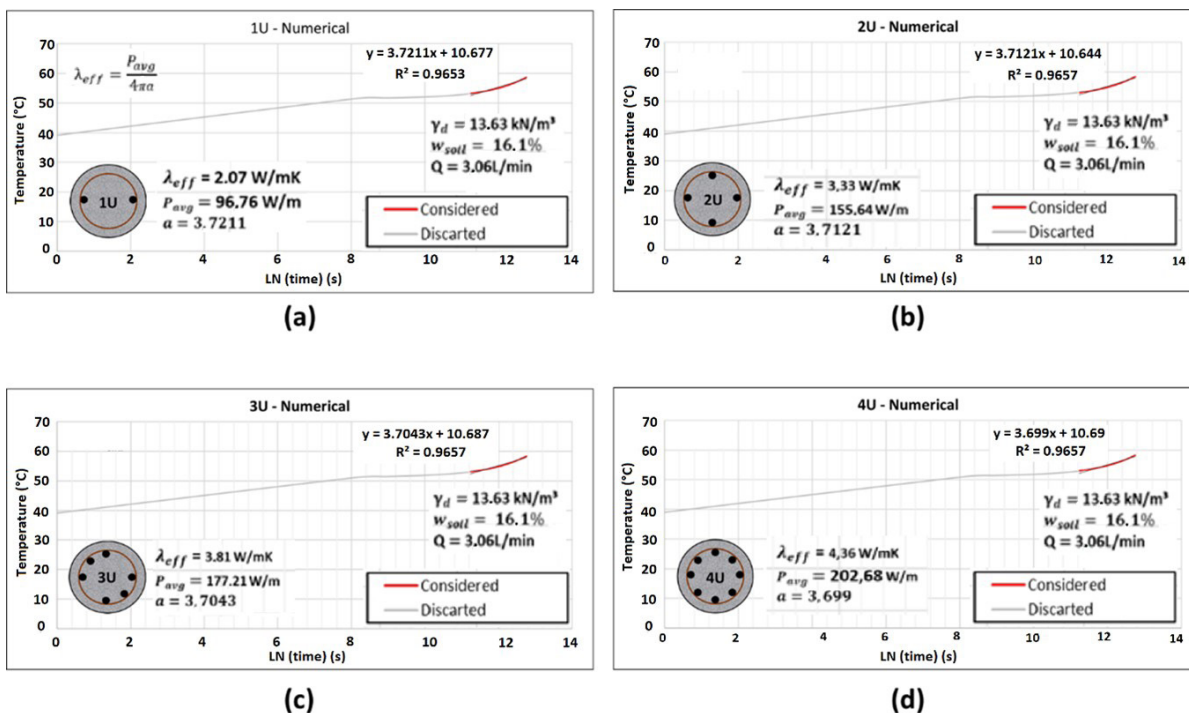 1U - Numerical
70
60
50
40
30
20
10
0
Temperature (°C)
λeff = Pavg / 4πa
y = 3.7211x + 10.677
R² = 0.9653
γd = 13.63 kN/m³
wsoil = 16.1%
Q = 3.06L/min
1U
λeff = 2.07 W/mK
Pavg = 96.76 W/m
a = 3.7211
Considered
Discarted
0 2 4 6 8 10 12 14
LN (time) (s)
(a)
2U - Numerical
70
60
50
40
30
20
10
0
Temperature (°C)
y = 3.7121x + 10.644
R² = 0.9657
γd = 13.63 kN/m³
wsoil = 16.1%
Q = 3.06L/min
2U
λeff = 3,33 W/mK
Pavg = 155.64 W/m
a = 3,7121
Considered
Discarted
0 2 4 6 8 10 12 14
LN (time) (s)
(b)
3U - Numerical
70
60
50
40
30
20
10
0
Temperature (°C)
y = 3.7043x + 10.687
R² = 0.9657
γd = 13.63 kN/m³
wsoil = 16.1%
Q = 3.06L/min
3U
λeff = 3.81 W/mK
Pavg = 177.21 W/m
a = 3,7043
Considered
Discarted
0 2 4 6 8 10 12 14
LN (time) (s)
(c)
4U - Numerical
70
60
50
40
30
20
10
0
Temperature (°C)
y = 3.699x + 10.69
R² = 0.9657
γd = 13.63 kN/m³
wsoil = 16.1%
Q = 3.06L/min
4U
λeff = 4,36 W/mK
Pavg = 202,68 W/m
a = 3,699
Considered
Discarted
0 2 4 6 8 10 12 14
LN (time) (s)
(d)